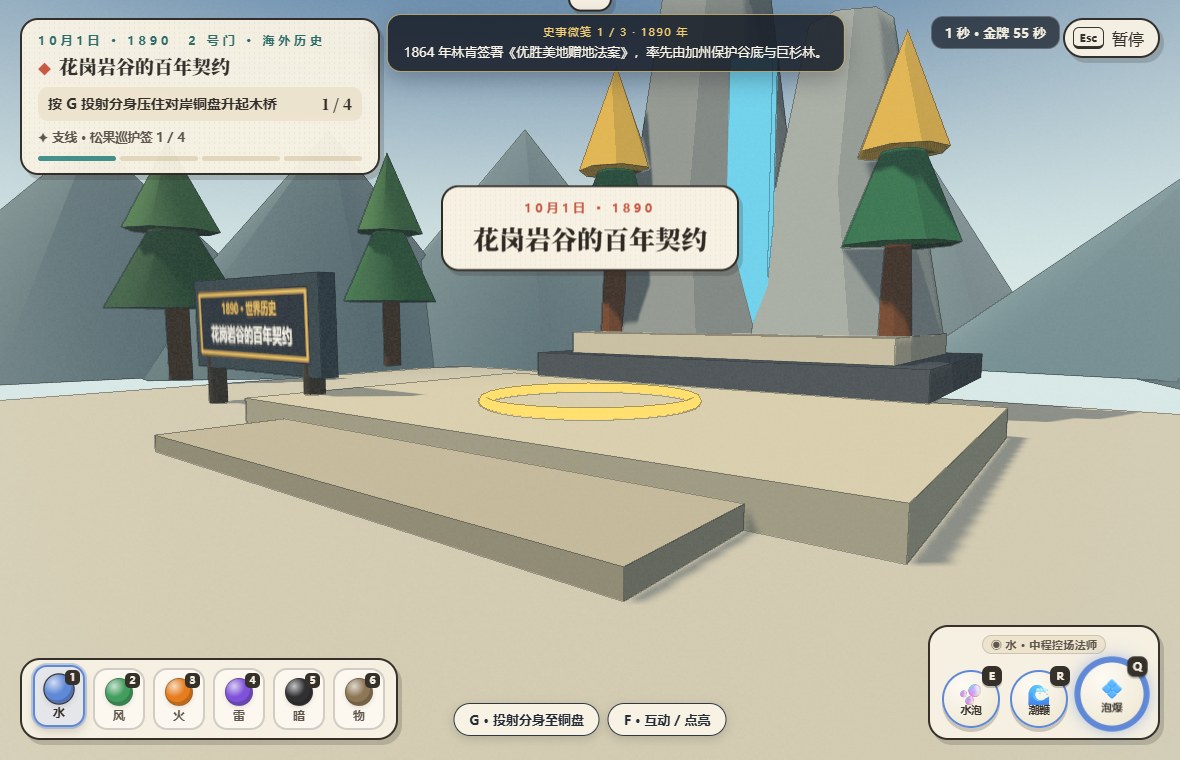 10月1日 • 1890 2 号门 • 海外历史
花岗岩谷的百年契约
按 G 投射分身压住对岸铜盘升起木桥 1 / 4
支线 • 松果巡护签 1 / 4
史事微笺 1 / 3 · 1890 年
1864 年林肯签署《优胜美地赠地法案》，率先由加州保护谷底与巨杉林。
1 秒 • 金牌 55 秒
Esc 暂停
10月1日 • 1890
花岗岩谷的百年契约
1890 • 世界历史
花岗岩谷的百年契约
1 水
2 风
3 火
4 雷
5 暗
6 物
G • 投射分身至铜盘
F • 互动 / 点亮
水 • 中程控场法师
E 水泡
R 潮鞭
Q 泡爆